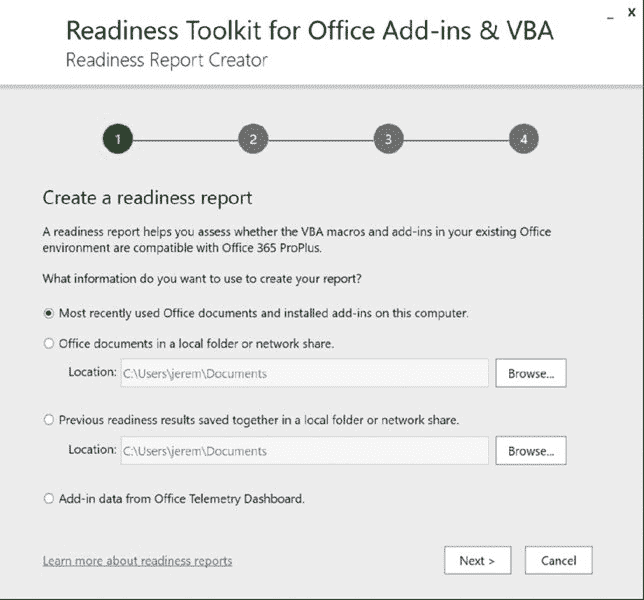 Readiness Toolkit for Office Add-ins & VBA
Readiness Report Creator
1 2 3 4
Create a readiness report
A readiness report helps you assess whether the VBA macros and add-ins in your existing Office
environment are compatible with Office 365 ProPlus.
What information do you want to use to create your report?
Most recently used Office documents and installed add-ins on this computer.
Office documents in a local folder or network share.
Location: C:\Users\jerem\Documents Browse...
Previous readiness results saved together in a local folder or network share.
Location: C:\Users\jerem\Documents Browse...
Add-in data from Office Telemetry Dashboard.
Learn more about readiness reports Next > Cancel